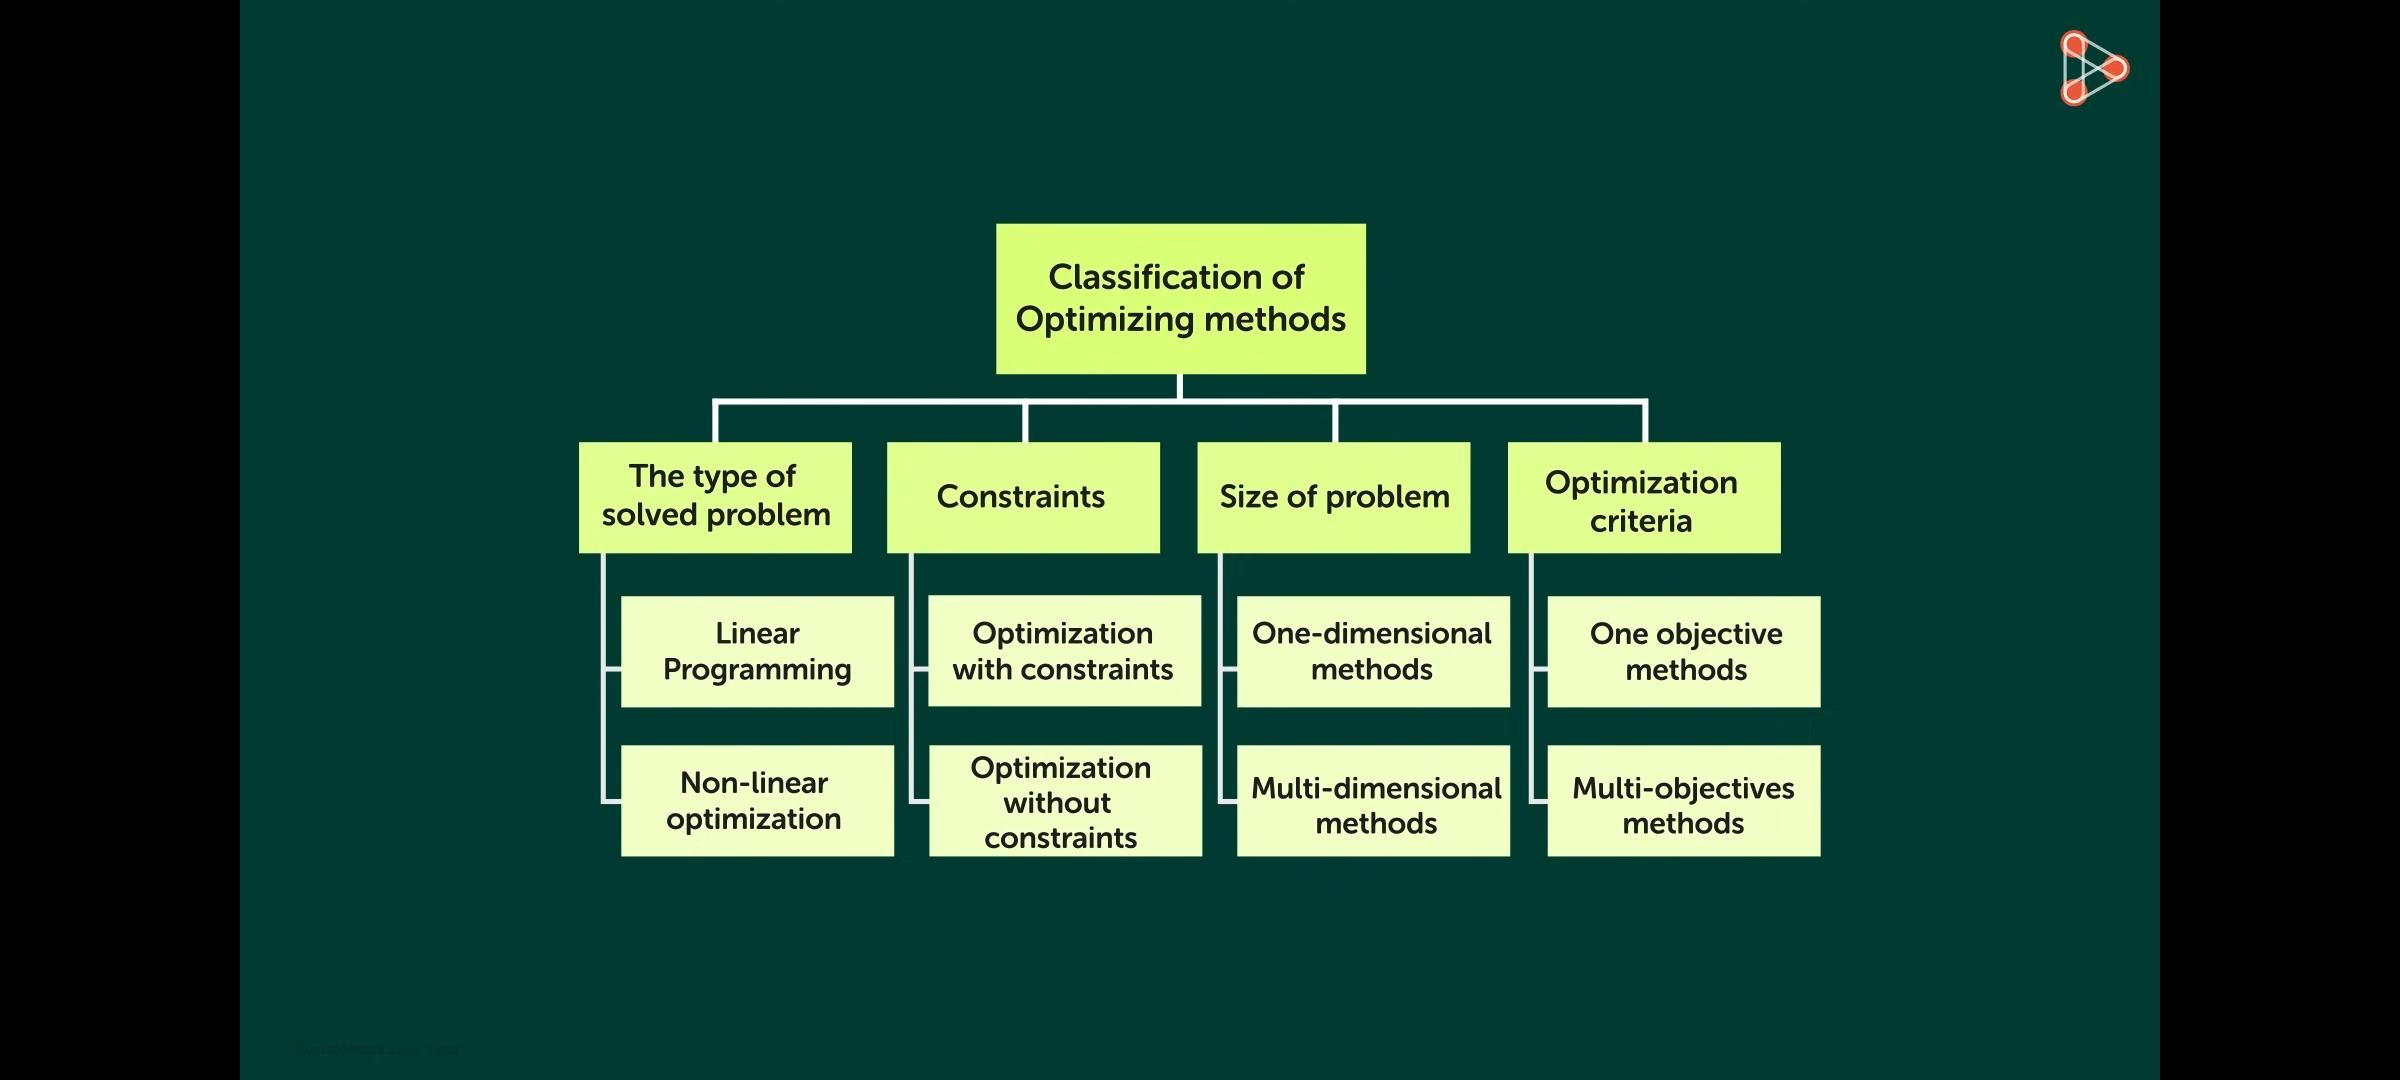 Classification of
Optimizing methods
The type of
solved problem
Constraints
Size of problem
Optimization
criteria
Linear
Programming
Optimization
with constraints
One-dimensional
methods
One objective
methods
Non-linear
optimization
Optimization
without
constraints
Multi-dimensional
methods
Multi-objectives
methods